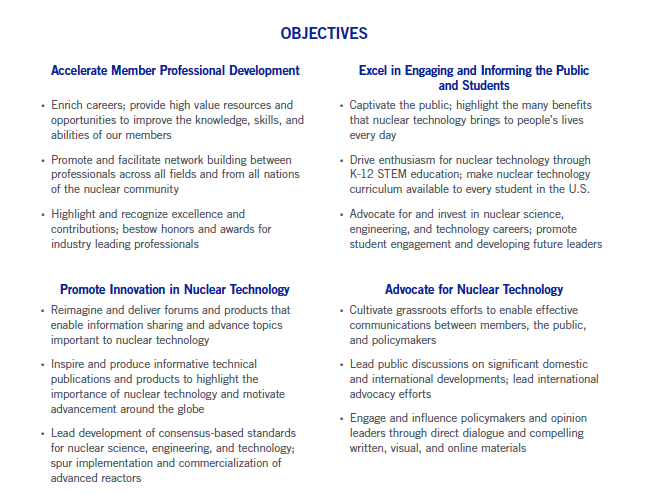 OBJECTIVES
Accelerate Member Professional Development
• Enrich careers; provide high value resources and
opportunities to improve the knowledge, skills, and
abilities of our members
• Promote and facilitate network building between
professionals across all fields and from all nations
of the nuclear community
• Highlight and recognize excellence and
contributions; bestow honors and awards for
industry leading professionals
Excel in Engaging and Informing the Public
and Students
• Captivate the public; highlight the many benefits
that nuclear technology brings to people's lives
every day
• Drive enthusiasm for nuclear technology through
K-12 STEM education; make nuclear technology
curriculum available to every student in the U.S.
• Advocate for and invest in nuclear science,
engineering, and technology careers; promote
student engagement and developing future leaders
Promote Innovation in Nuclear Technology
• Reimagine and deliver forums and products that
enable information sharing and advance topics
important to nuclear technology
• Inspire and produce informative technical
publications and products to highlight the
importance of nuclear technology and motivate
advancement around the globe
• Lead development of consensus-based standards
for nuclear science, engineering, and technology;
spur implementation and commercialization of
advanced reactors
Advocate for Nuclear Technology
• Cultivate grassroots efforts to enable effective
communications between members, the public,
and policymakers
• Lead public discussions on significant domestic
and international developments; lead international
advocacy efforts
• Engage and influence policymakers and opinion
leaders through direct dialogue and compelling
written, visual, and online materials